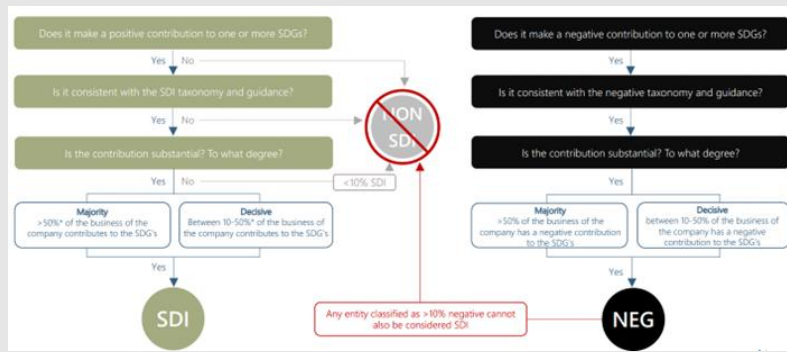 Does it make a positive contribution to one or more SDGs?
Yes
No
Is it consistent with the SDI taxonomy and guidance?
Yes
No
Is the contribution substantial? To what degree?
Yes
No
<10% SDI
Majority
>50%* of the business of the
company contributes to the SDG's
Decisive
Between 10-50%* of the business of
the company contributes to the SDG's
Yes
SDI
NON
SDI
Does it make a negative contribution to one or more SDGs?
Yes
Is it consistent with the negative taxonomy and guidance?
Yes
Is the contribution substantial? To what degree?
Yes
Majority
>50% of the business of the
company has a negative contribution
to the SDG's
Decisive
between 10-50% of the business of
the company has a negative
contribution to the SDG's
Yes
NEG
Any entity classified as >10% negative cannot
also be considered SDI